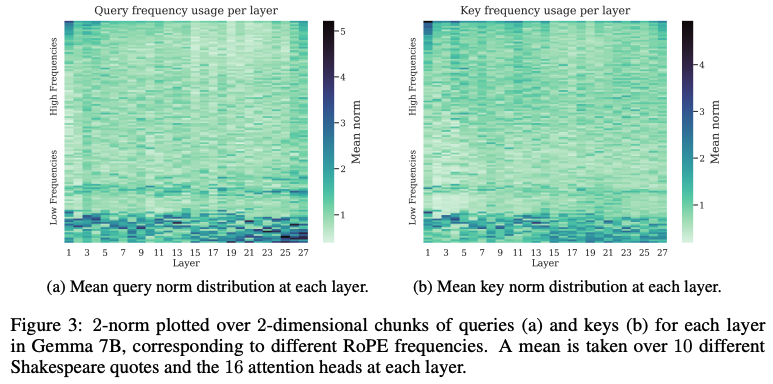 Query frequency usage per layer
High Frequencies
Low Frequencies
1 3 5 7 9 11 13 15 17 19 21 23 25 27
Layer
5
4
3
2
1
Mean norm
(a) Mean query norm distribution at each layer.
Key frequency usage per layer
High Frequencies
Low Frequencies
1 3 5 7 9 11 13 15 17 19 21 23 25 27
Layer
4
3
2
1
Mean norm
(b) Mean key norm distribution at each layer.
Figure 3: 2-norm plotted over 2-dimensional chunks of queries (a) and keys (b) for each layer
in Gemma 7B, corresponding to different RoPE frequencies. A mean is taken over 10 different
Shakespeare quotes and the 16 attention heads at each layer.